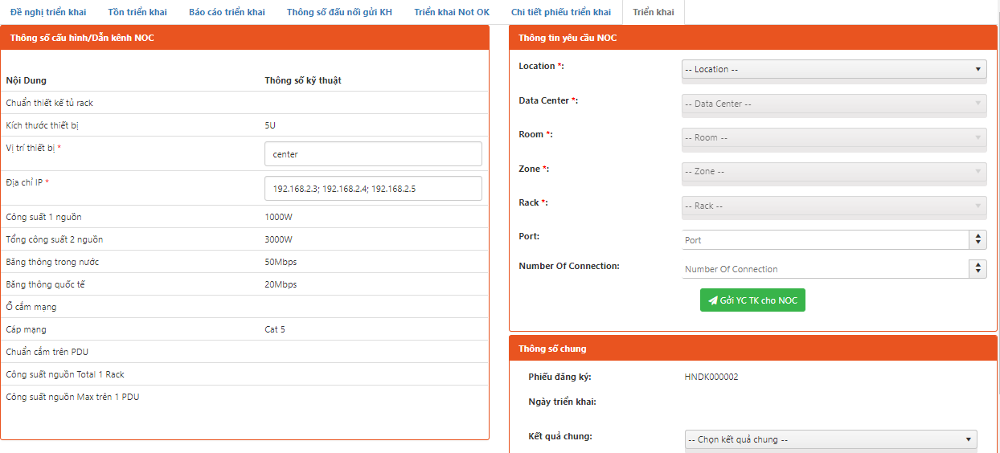 Đề nghị triển khai Tồn triển khai Báo cáo triển khai Thông số đấu nối gửi KH Triển khai Not OK Chi tiết phiếu triển khai Triển khai
Thông số cấu hình/Dẫn kênh NOC
Nội Dung Thông số kỹ thuật
Chuẩn thiết kế tủ rack
Kích thước thiết bị 5U
Vị trí thiết bị * center
Địa chỉ IP * 192.168.2.3; 192.168.2.4; 192.168.2.5
Công suất 1 nguồn 1000W
Tổng công suất 2 nguồn 3000W
Băng thông trong nước 50Mbps
Băng thông quốc tế 20Mbps
Ổ cắm mạng
Cáp mạng Cat 5
Chuẩn cắm trên PDU
Công suất nguồn Total 1 Rack
Công suất nguồn Max trên 1 PDU
Thông tin yêu cầu NOC
Location *: -- Location --
Data Center *: -- Data Center --
Room *: -- Room --
Zone *: -- Zone --
Rack *: -- Rack --
Port: Port
Number Of Connection: Number Of Connection
Gởi YC TK cho NOC
Thông số chung
Phiếu đăng ký: HNDK000002
Ngày triển khai:
Kết quả chung: -- Chọn kết quả chung --